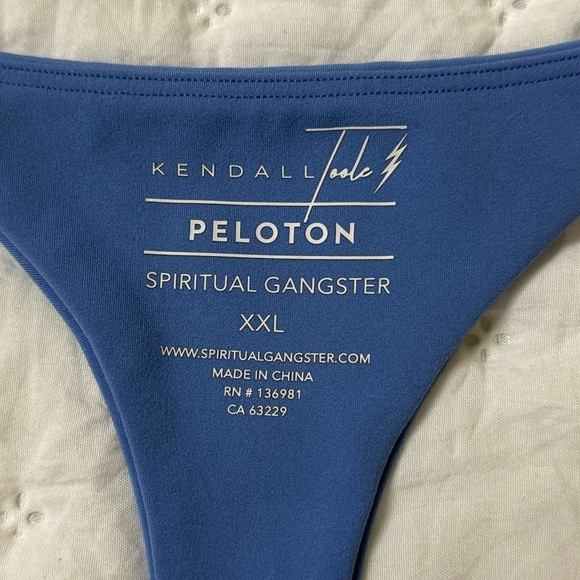 KENDALL Toole
PELOTON
SPIRITUAL GANGSTER
XXL
WWW.SPIRITUALGANGSTER.COM
MADE IN CHINA
RN # 136981
CA 63229